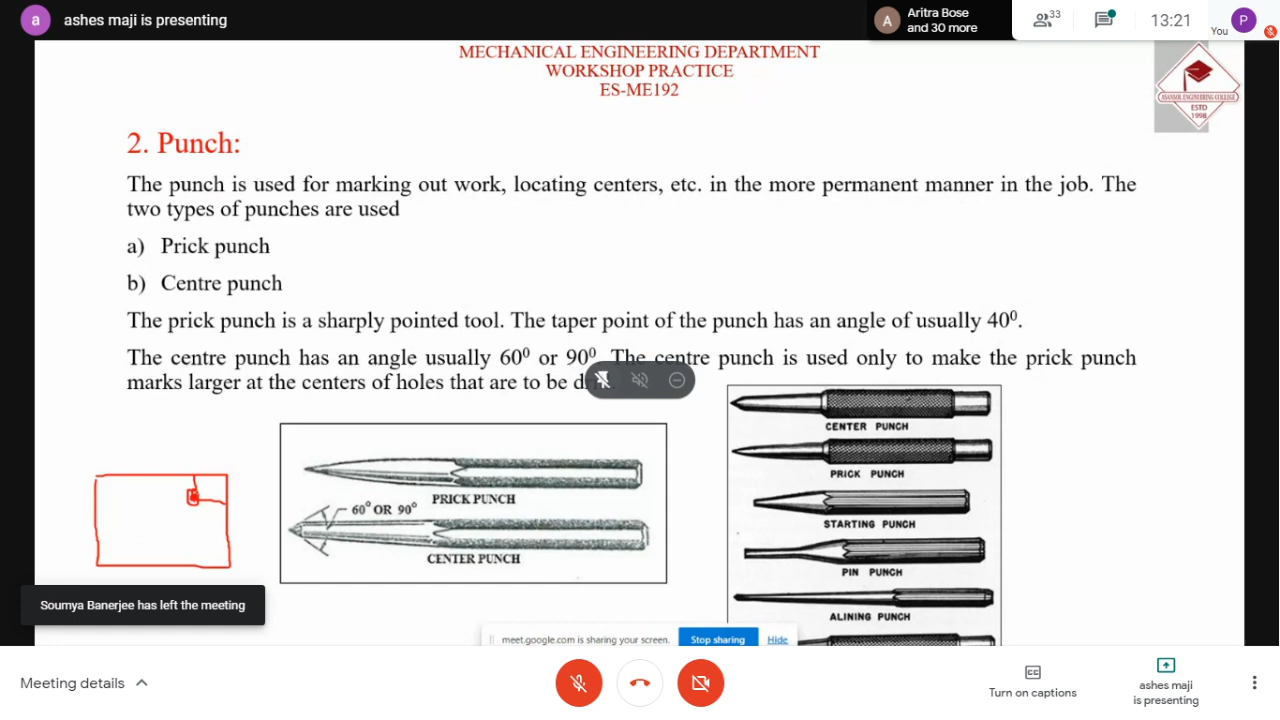 a ashes maji is presenting
A Aritra Bose
and 30 more
33
13:21
You
P
MECHANICAL ENGINEERING DEPARTMENT
WORKSHOP PRACTICE
ES-ME192
ASANSOL ENGINEERING COLLEGE
ESTD
1998
2. Punch:
The punch is used for marking out work, locating centers, etc. in the more permanent manner in the job. The
two types of punches are used
a) Prick punch
b) Centre punch
The prick punch is a sharply pointed tool. The taper point of the punch has an angle of usually 40⁰.
The centre punch has an angle usually 60⁰ or 90⁰. The centre punch is used only to make the prick punch
marks larger at the centers of holes that are to be
PRICK PUNCH
60° OR 90°
CENTER PUNCH
CENTER PUNCH
PRICK PUNCH
STARTING PUNCH
PIN PUNCH
ALINING PUNCH
Soumya Banerjee has left the meeting
meet.google.com is sharing your screen.
Stop sharing
Hide
Meeting details
CC
Turn on captions
ashes maji
is presenting